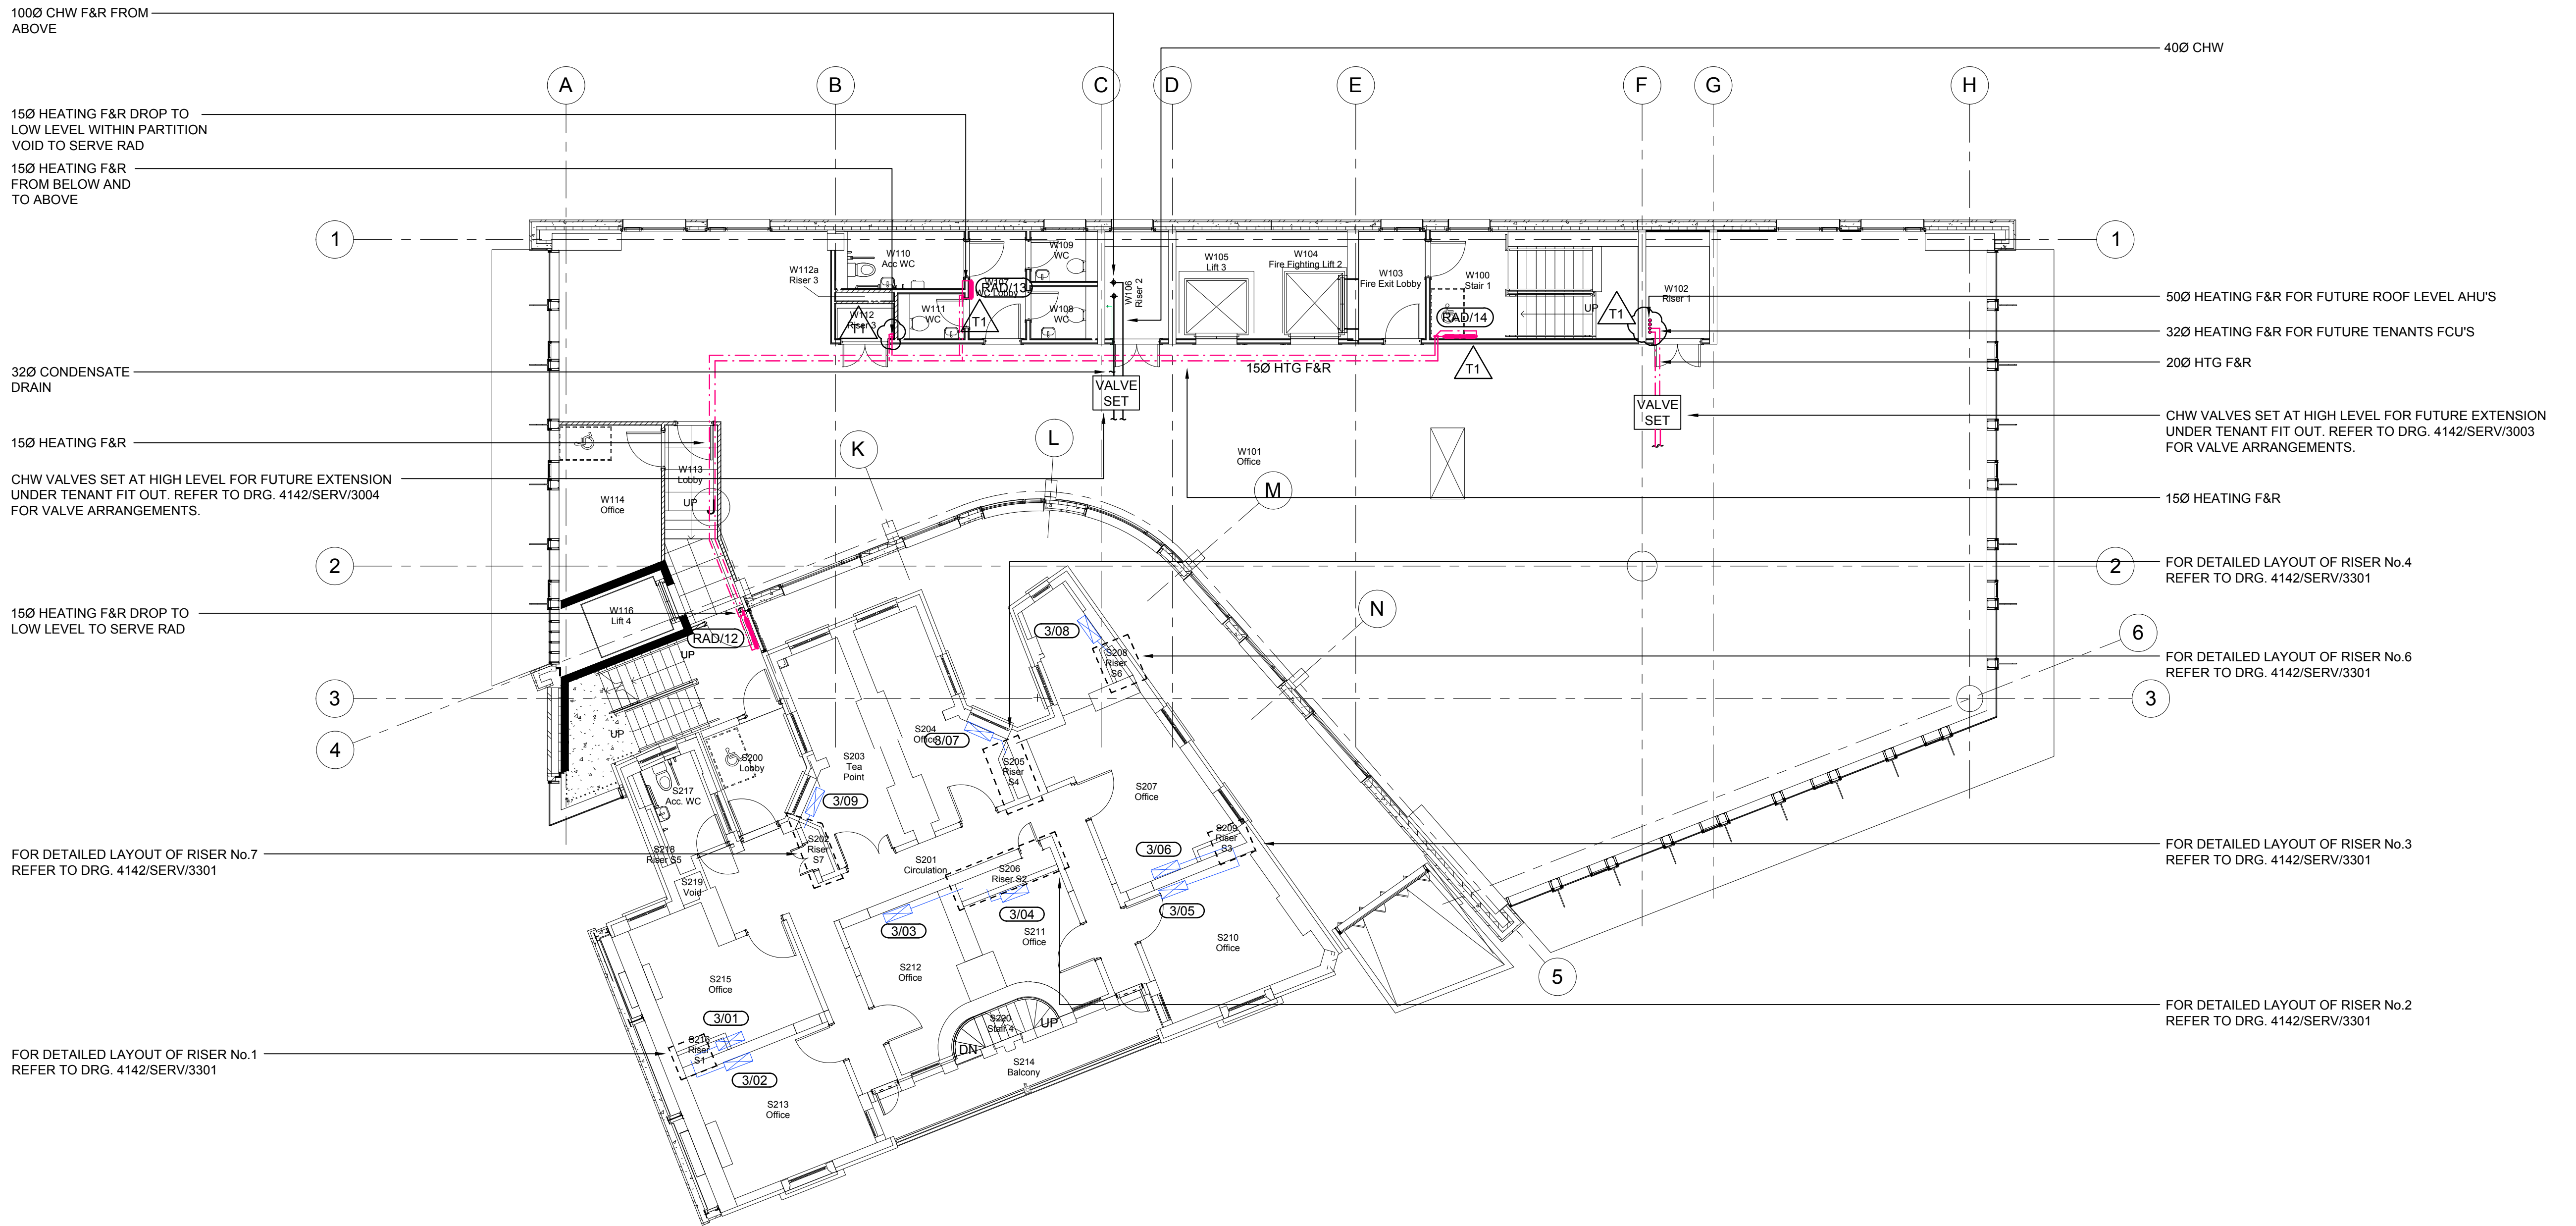 100Ø CHW F&R FROM
ABOVE
40Ø CHW
A
B
C
D
E
F
G
H
15Ø HEATING F&R DROP TO
LOW LEVEL WITHIN PARTITION
VOID TO SERVE RAD
15Ø HEATING F&R
FROM BELOW AND
TO ABOVE
1
1
W110
Acc WC
W109
WC
W112a
Riser 3
W107
WC Lobby
RAD/13
W106
Riser 2
W105
Lift 3
W104
Fire Fighting Lift 2
W103
Fire Exit Lobby
W100
Stair 1
W102
Riser 1
W112
Riser 3
T1
W111
WC
T1
W108
WC
RAD/14
UP
T1
T1
50Ø HEATING F&R FOR FUTURE ROOF LEVEL AHU'S
32Ø HEATING F&R FOR FUTURE TENANTS FCU'S
20Ø HTG F&R
15Ø HTG F&R
32Ø CONDENSATE
DRAIN
VALVE
SET
VALVE
SET
CHW VALVES SET AT HIGH LEVEL FOR FUTURE EXTENSION
UNDER TENANT FIT OUT. REFER TO DRG. 4142/SERV/3003
FOR VALVE ARRANGEMENTS.
15Ø HEATING F&R
K
L
M
N
J
W101
Office
W113
Lobby
UP
W114
Office
CHW VALVES SET AT HIGH LEVEL FOR FUTURE EXTENSION
UNDER TENANT FIT OUT. REFER TO DRG. 4142/SERV/3004
FOR VALVE ARRANGEMENTS.
15Ø HEATING F&R
2
2
FOR DETAILED LAYOUT OF RISER No.4
REFER TO DRG. 4142/SERV/3301
15Ø HEATING F&R DROP TO
LOW LEVEL TO SERVE RAD
W116
Lift 4
RAD/12
UP
3/08
S208
Riser
S6
6
FOR DETAILED LAYOUT OF RISER No.6
REFER TO DRG. 4142/SERV/3301
3
3
4
UP
S200
Lobby
S203
Tea
Point
S204
Office
3/07
S205
Riser
S4
S217
Acc. WC
3/09
S207
Office
S202
Riser
S7
S218
Riser S5
S209
Riser
S3
3/06
FOR DETAILED LAYOUT OF RISER No.7
REFER TO DRG. 4142/SERV/3301
FOR DETAILED LAYOUT OF RISER No.3
REFER TO DRG. 4142/SERV/3301
S201
Circulation
S206
Riser S2
S219
Void
3/03
3/04
3/05
S211
Office
S210
Office
S212
Office
S215
Office
5
3/01
S220
Stair 4
UP
DN
S216
Riser
S1
S214
Balcony
3/02
S213
Office
FOR DETAILED LAYOUT OF RISER No.2
REFER TO DRG. 4142/SERV/3301
FOR DETAILED LAYOUT OF RISER No.1
REFER TO DRG. 4142/SERV/3301